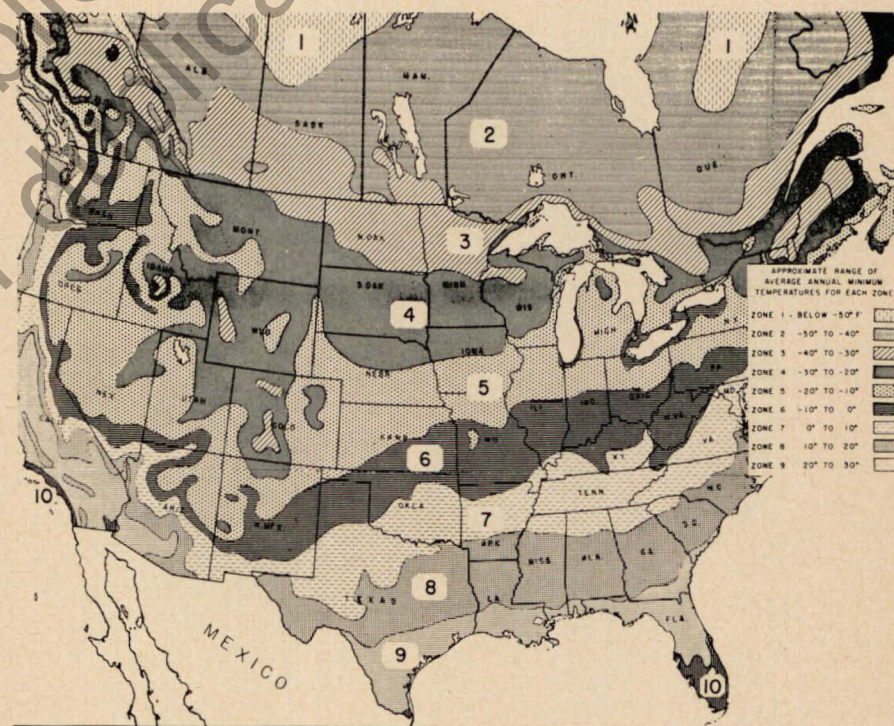 1
1
ALB.
MAN.
SASK
2
ONT.
QUE.
B.C.
WASH
MONT.
N.DAK
3
OREG
IDAHO
S.DAK
MINN
WIS
4
WYO
MICH
N.Y.
IOWA
NEBR
5
PA
NEV.
UTAH
COLO
ILL
IND.
OHIO
MD.
W.VA.
CALIF
KANS
MO
6
VA.
KY.
10
ARIZ
N.MEX.
OKLA
7
TENN.
N.C.
ARK
S.C.
MISS
ALA.
GA.
TEXAS
8
LA.
MEXICO
9
FLA
10
APPROXIMATE RANGE OF
AVERAGE ANNUAL MINIMUM
TEMPERATURES FOR EACH ZONE
ZONE 1 - BELOW -50° F
ZONE 2 -50° TO -40°
ZONE 3 -40° TO -30°
ZONE 4 -30° TO -20°
ZONE 5 -20° TO -10°
ZONE 6 -10° TO 0°
ZONE 7 0° TO 10°
ZONE 8 10° TO 20°
ZONE 9 20° TO 30°